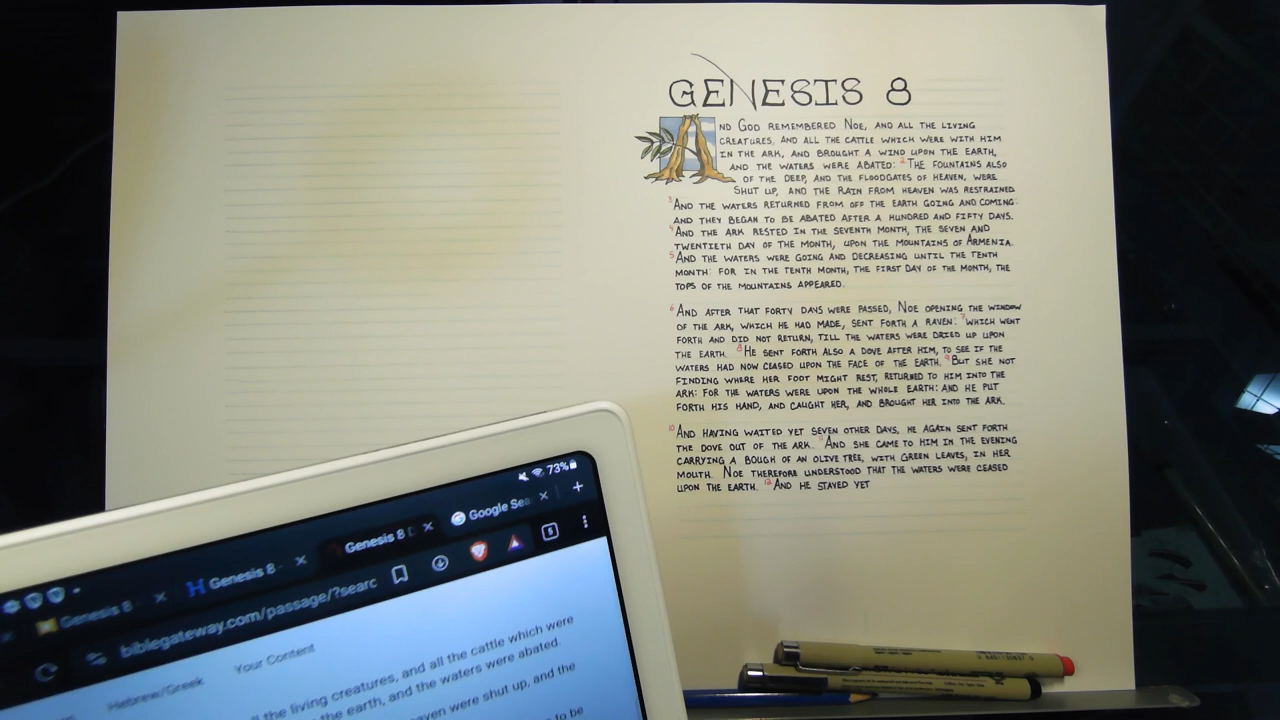 GENESIS 8
AND GOD REMEMBERED NOE, AND ALL THE LIVING
CREATURES, AND ALL THE CATTLE WHICH WERE WITH HIM
IN THE ARK, AND BROUGHT A WIND UPON THE EARTH,
AND THE WATERS WERE ABATED: 2 THE FOUNTAINS ALSO
OF THE DEEP, AND THE FLOODGATES OF HEAVEN, WERE
SHUT UP, AND THE RAIN FROM HEAVEN WAS RESTRAINED.
3 AND THE WATERS RETURNED FROM OFF THE EARTH GOING AND COMING:
AND THEY BEGAN TO BE ABATED AFTER A HUNDRED AND FIFTY DAYS.
4 AND THE ARK RESTED IN THE SEVENTH MONTH, THE SEVEN AND
TWENTIETH DAY OF THE MONTH, UPON THE MOUNTAINS OF ARMENIA.
5 AND THE WATERS WERE GOING AND DECREASING UNTIL THE TENTH
MONTH: FOR IN THE TENTH MONTH, THE FIRST DAY OF THE MONTH, THE
TOPS OF THE MOUNTAINS APPEARED.
6 AND AFTER THAT FORTY DAYS WERE PASSED, NOE OPENING THE WINDOW
OF THE ARK, WHICH HE HAD MADE, SENT FORTH A RAVEN: 7 WHICH WENT
FORTH AND DID NOT RETURN, TILL THE WATERS WERE DRIED UP UPON
THE EARTH. 8 HE SENT FORTH ALSO A DOVE AFTER HIM, TO SEE IF THE
WATERS HAD NOW CEASED UPON THE FACE OF THE EARTH. 9 BUT SHE NOT
FINDING WHERE HER FOOT MIGHT REST, RETURNED TO HIM INTO THE
ARK: FOR THE WATERS WERE UPON THE WHOLE EARTH: AND HE PUT
FORTH HIS HAND, AND CAUGHT HER, AND BROUGHT HER INTO THE ARK.
10 AND HAVING WAITED YET SEVEN OTHER DAYS, HE AGAIN SENT FORTH
THE DOVE OUT OF THE ARK. 11 AND SHE CAME TO HIM IN THE EVENING
CARRYING A BOUGH OF AN OLIVE TREE, WITH GREEN LEAVES, IN HER
MOUTH. NOE THEREFORE UNDERSTOOD THAT THE WATERS WERE CEASED
UPON THE EARTH. 12 AND HE STAYED YET
73%
Genesis 8
Genesis 8
Genesis 8 D
Google Sea
biblegateway.com/passage/?searc
5
Hebrew/Greek
Your Content
the living creatures, and all the cattle which were
the earth, and the waters were abated.
were shut up, and the
to be